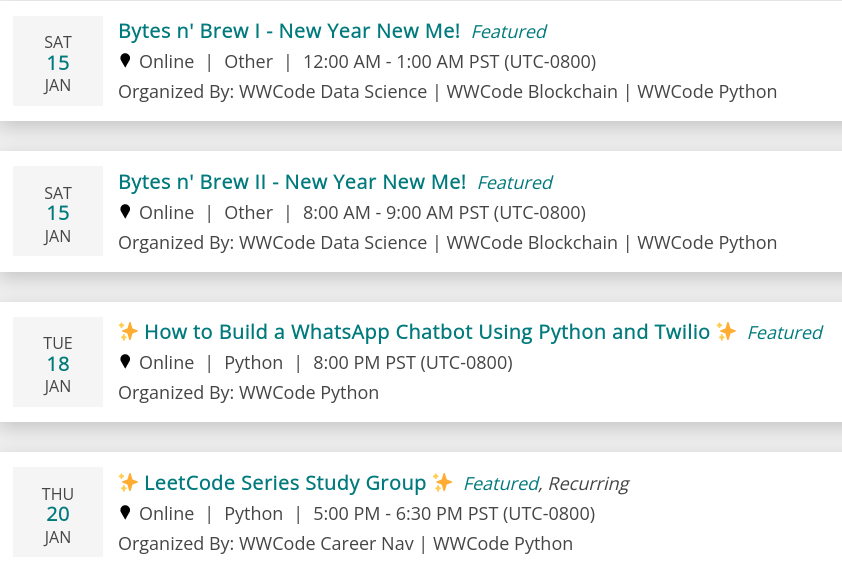 SAT
15
JAN
Bytes n' Brew I - New Year New Me! Featured
Online | Other | 12:00 AM - 1:00 AM PST (UTC-0800)
Organized By: WWCode Data Science | WWCode Blockchain | WWCode Python
SAT
15
JAN
Bytes n' Brew II - New Year New Me! Featured
Online | Other | 8:00 AM - 9:00 AM PST (UTC-0800)
Organized By: WWCode Data Science | WWCode Blockchain | WWCode Python
TUE
18
JAN
✨ How to Build a WhatsApp Chatbot Using Python and Twilio ✨ Featured
Online | Python | 8:00 PM PST (UTC-0800)
Organized By: WWCode Python
THU
20
JAN
✨ LeetCode Series Study Group ✨ Featured, Recurring
Online | Python | 5:00 PM - 6:30 PM PST (UTC-0800)
Organized By: WWCode Career Nav | WWCode Python